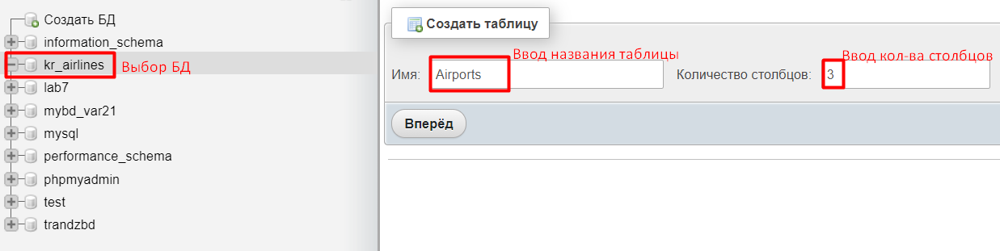 Создать БД
information_schema
kr_airlines
Выбор БД
lab7
mybd_var21
mysql
performance_schema
phpmyadmin
test
trandzbd
Создать таблицу
Ввод названия таблицы
Ввод кол-ва столбцов
Имя: Airports
Количество столбцов: 3
Вперёд